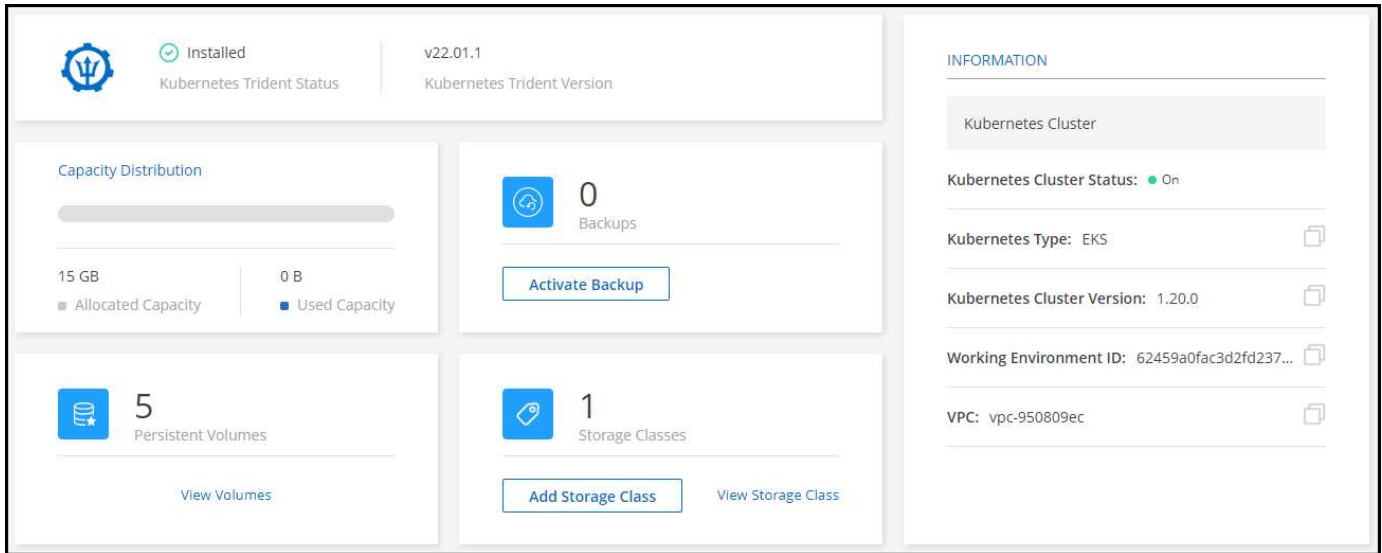 Installed
Kubernetes Trident Status
v22.01.1
Kubernetes Trident Version
Capacity Distribution
15 GB
Allocated Capacity
0 B
Used Capacity
0
Backups
Activate Backup
5
Persistent Volumes
View Volumes
1
Storage Classes
Add Storage Class
View Storage Class
INFORMATION
Kubernetes Cluster
Kubernetes Cluster Status: On
Kubernetes Type: EKS
Kubernetes Cluster Version: 1.20.0
Working Environment ID: 62459a0fac3d2fd237...
VPC: vpc-950809ec